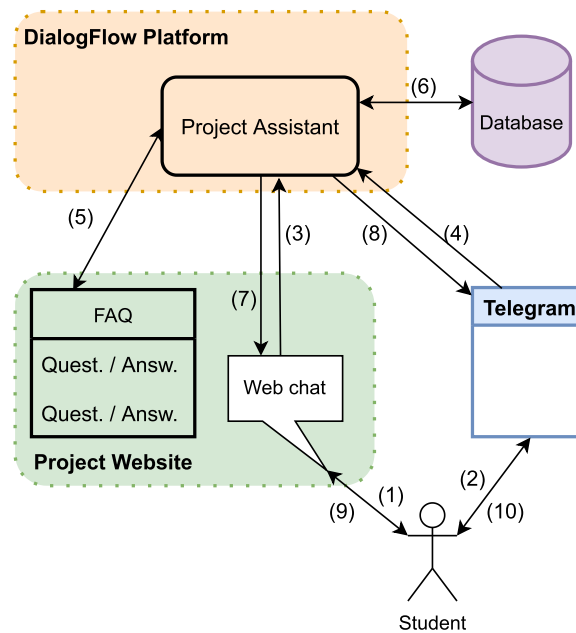 DialogFlow Platform
(6)
Project Assistant
Database
(5)
(3)
(8)
(4)
(7)
FAQ
Telegram
Quest. / Answ.
Web chat
Quest. / Answ.
Project Website
(1)
(2)
(9)
(10)
Student